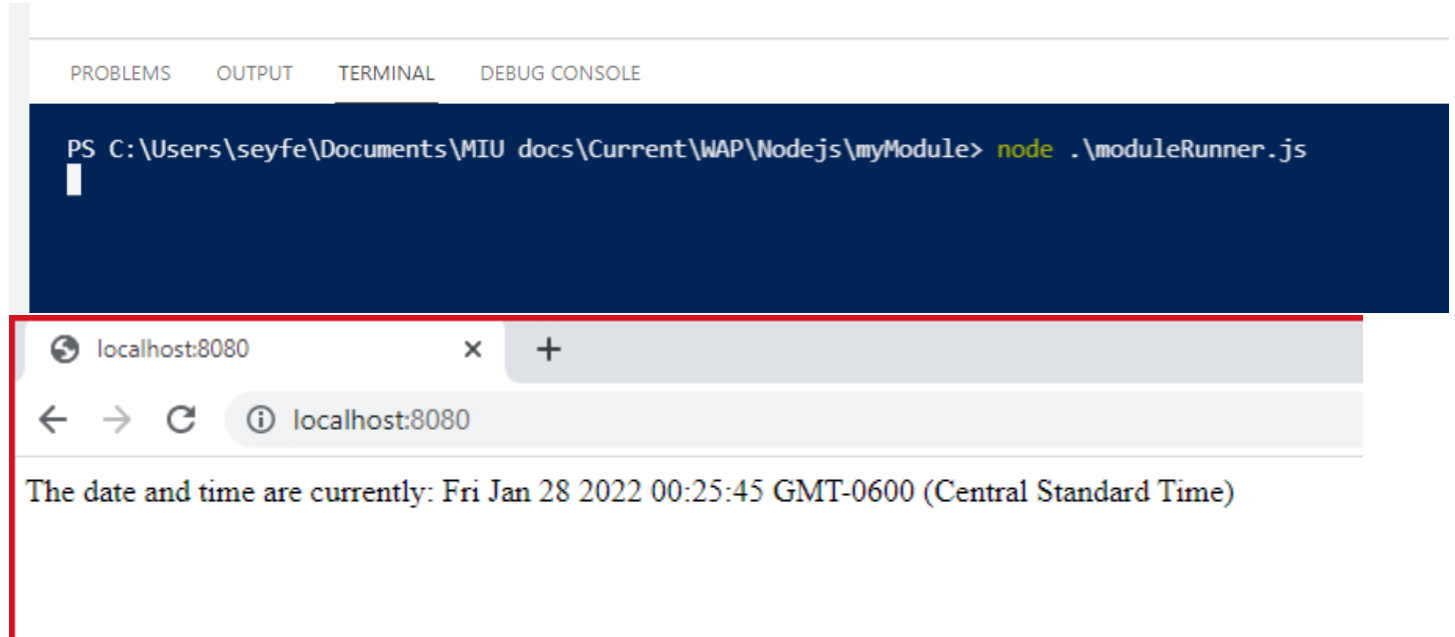 PROBLEMS OUTPUT TERMINAL DEBUG CONSOLE
PS C:\Users\seyfe\Documents\MIU docs\Current\WAP\Nodejs\myModule> node .\moduleRunner.js
localhost:8080
localhost:8080
The date and time are currently: Fri Jan 28 2022 00:25:45 GMT-0600 (Central Standard Time)